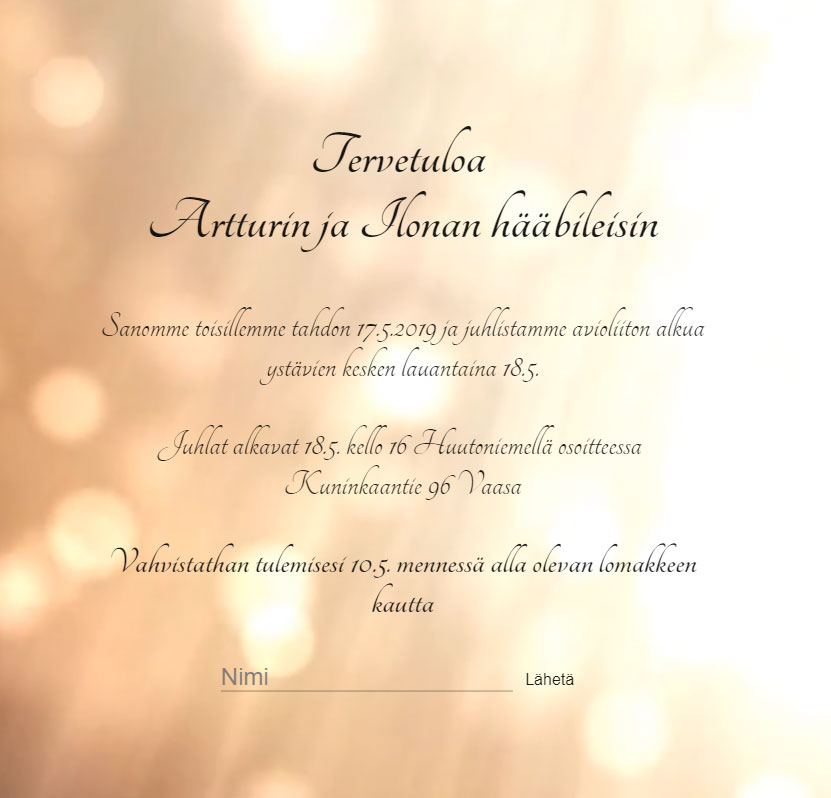 Tervetuloa
Artturin ja Ilonan hääbileisin
Sanomme toisillemme tahdon 17.5.2019 ja juhlistamme avioliiton alkua
ystävien kesken lauantaina 18.5.
Juhlat alkavat 18.5. kello 16 Huutoniemellä osoitteessa
Kuninkaantie 96 Vaasa
Vahvistathan tulemisesi 10.5. mennessä alla olevan lomakkeen
kautta
Nimi Lähetä